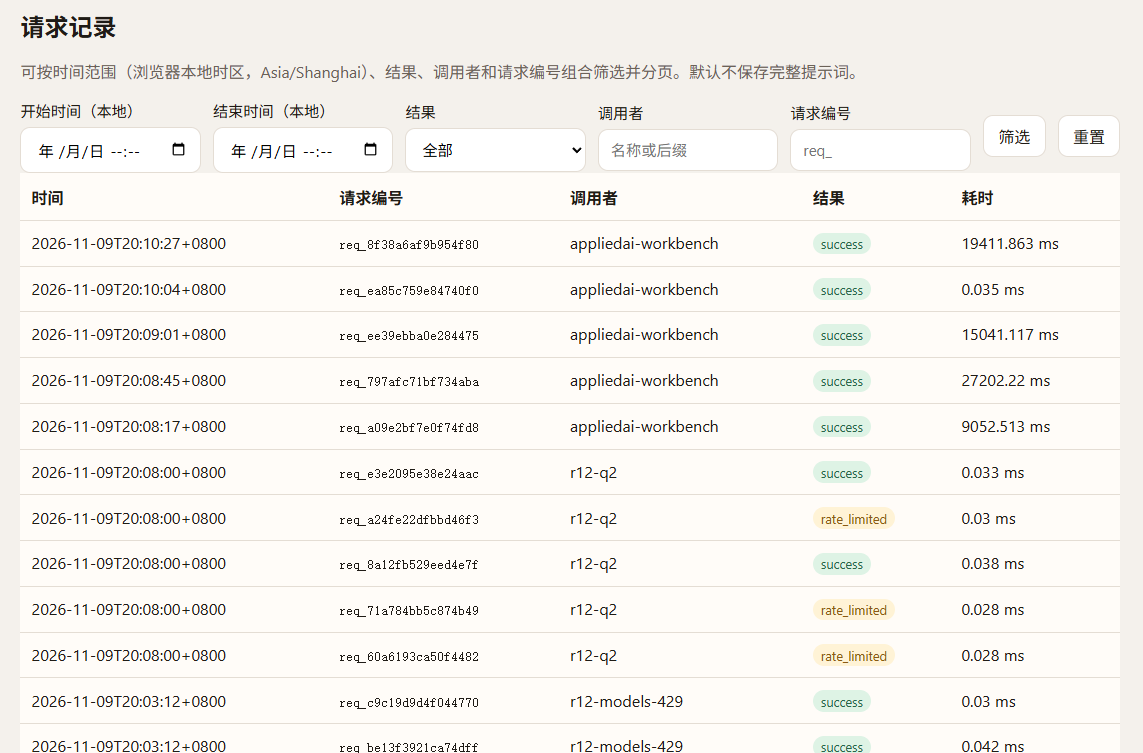 请求记录
可按时间范围（浏览器本地时区，Asia/Shanghai）、结果、调用者和请求编号组合筛选并分页。默认不保存完整提示词。
开始时间（本地） 结束时间（本地） 结果 调用者 请求编号
年 /月/日 --:-- 年 /月/日 --:-- 全部 名称或后缀 req_ 筛选 重置
时间 请求编号 调用者 结果 耗时
2026-11-09T20:10:27+0800 req_8f38a6af9b954f80 appliedai-workbench success 19411.863 ms
2026-11-09T20:10:04+0800 req_ea85c759e84740f0 appliedai-workbench success 0.035 ms
2026-11-09T20:09:01+0800 req_ee39ebba0e284475 appliedai-workbench success 15041.117 ms
2026-11-09T20:08:45+0800 req_797afc71bf734aba appliedai-workbench success 27202.22 ms
2026-11-09T20:08:17+0800 req_a09e2bf7e0f74fd8 appliedai-workbench success 9052.513 ms
2026-11-09T20:08:00+0800 req_e3e2095e38e24aac r12-q2 success 0.033 ms
2026-11-09T20:08:00+0800 req_a24fe22dfbbd46f3 r12-q2 rate_limited 0.03 ms
2026-11-09T20:08:00+0800 req_8a12fb529eed4e7f r12-q2 success 0.038 ms
2026-11-09T20:08:00+0800 req_71a784bb5c874b49 r12-q2 rate_limited 0.028 ms
2026-11-09T20:08:00+0800 req_60a6193ca50f4482 r12-q2 rate_limited 0.028 ms
2026-11-09T20:03:12+0800 req_c9c19d9d4f044770 r12-models-429 success 0.03 ms
2026-11-09T20:03:12+0800 req_be13f3921ca74dff r12-models-429 success 0.042 ms